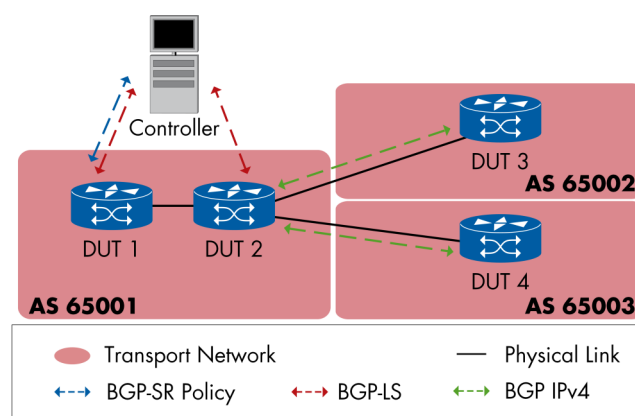 Controller
DUT 1
DUT 2
AS 65001
DUT 3
AS 65002
DUT 4
AS 65003
Transport Network
Physical Link
BGP-SR Policy
BGP-LS
BGP IPv4